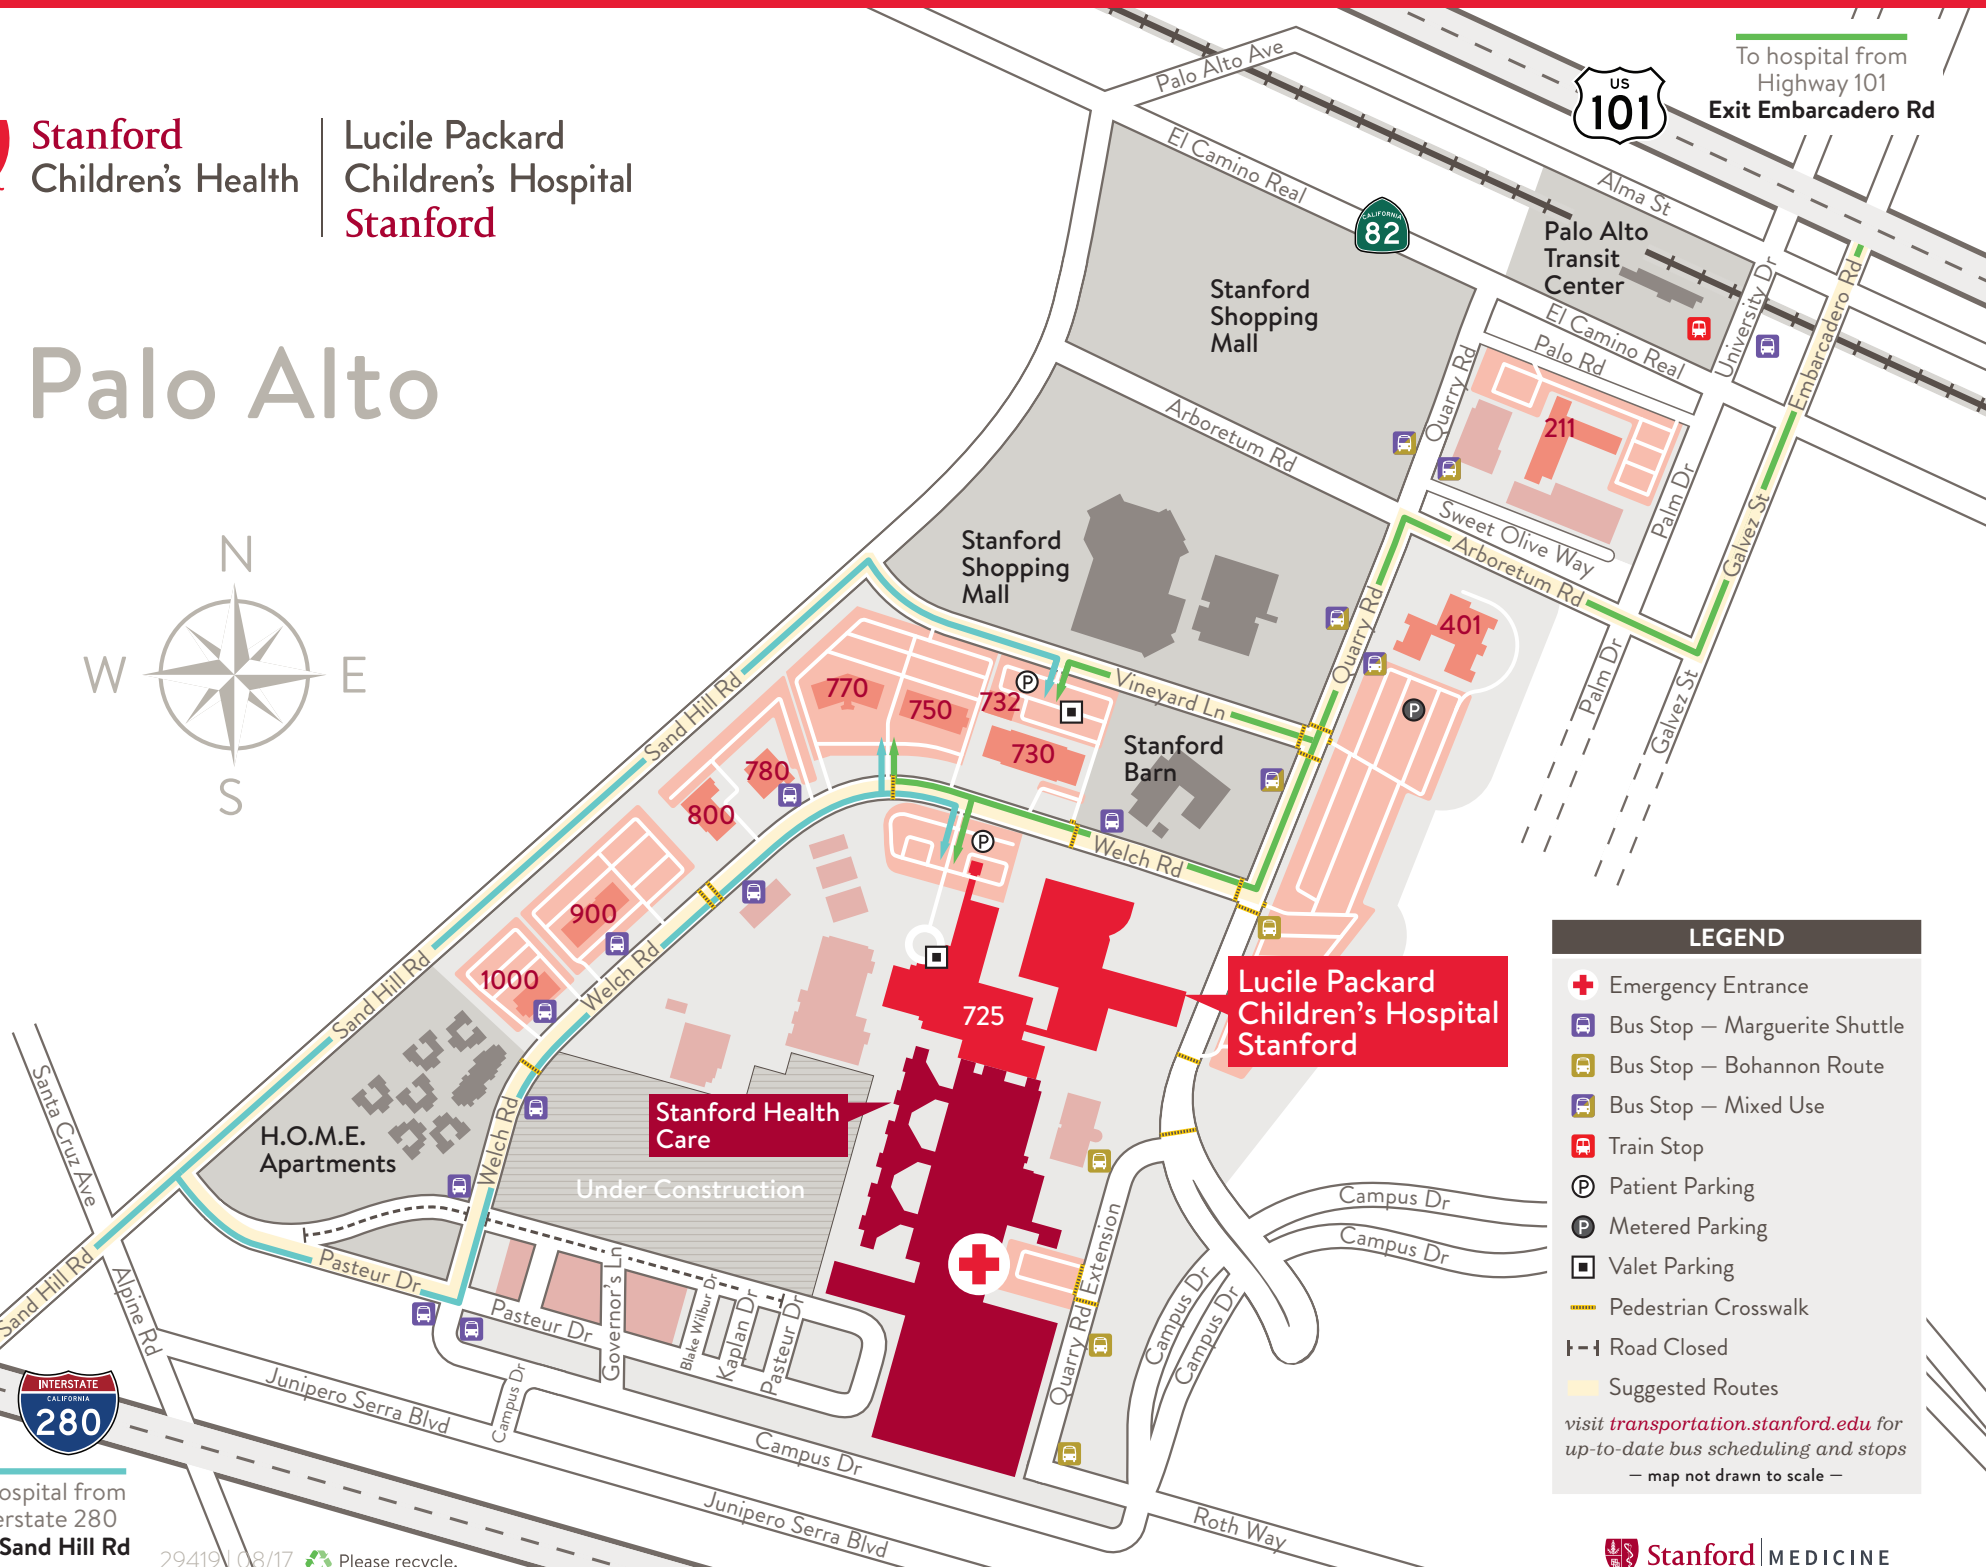 To hospital from
Highway 101
Exit Embarcadero Rd
US
101
Stanford
Children's Health
Lucile Packard
Children's Hospital
Stanford
Palo Alto
N
W
E
S
Palo Alto Ave
El Camino Real
CALIFORNIA
82
Alma St
Palo Alto
Transit
Center
University Dr
Embarcadero Rd
El Camino Real
Palo Rd
Stanford
Shopping
Mall
Quarry Rd
211
Arboretum Rd
Palm Dr
Galvez St
Sweet Olive Way
Arboretum Rd
Stanford
Shopping
Mall
Quarry Rd
401
Palm Dr
Galvez St
P
Sand Hill Rd
770
750
732
P
730
Vineyard Ln
Stanford
Barn
780
800
P
Welch Rd
900
1000
Welch Rd
Sand Hill Rd
725
Lucile Packard
Children's Hospital
Stanford
Stanford Health
Care
Under Construction
H.O.M.E.
Apartments
Welch Rd
Santa Cruz Ave
Sand Hill Rd
Alpine Rd
Pasteur Dr
Pasteur Dr
Governor's Ln
Blake Wilbur Dr
Kaplan Dr
Pasteur Dr
Campus Dr
Junipero Serra Blvd
Campus Dr
Junipero Serra Blvd
Quarry Rd Extension
Campus Dr
Campus Dr
Campus Dr
Campus Dr
Roth Way
INTERSTATE
CALIFORNIA
280
ospital from
erstate 280
Sand Hill Rd
29419 | 08/17
Please recycle.
LEGEND
Emergency Entrance
Bus Stop — Marguerite Shuttle
Bus Stop — Bohannon Route
Bus Stop — Mixed Use
Train Stop
P Patient Parking
P Metered Parking
Valet Parking
Pedestrian Crosswalk
Road Closed
Suggested Routes
visit transportation.stanford.edu for
up-to-date bus scheduling and stops
— map not drawn to scale —
Stanford | MEDICINE